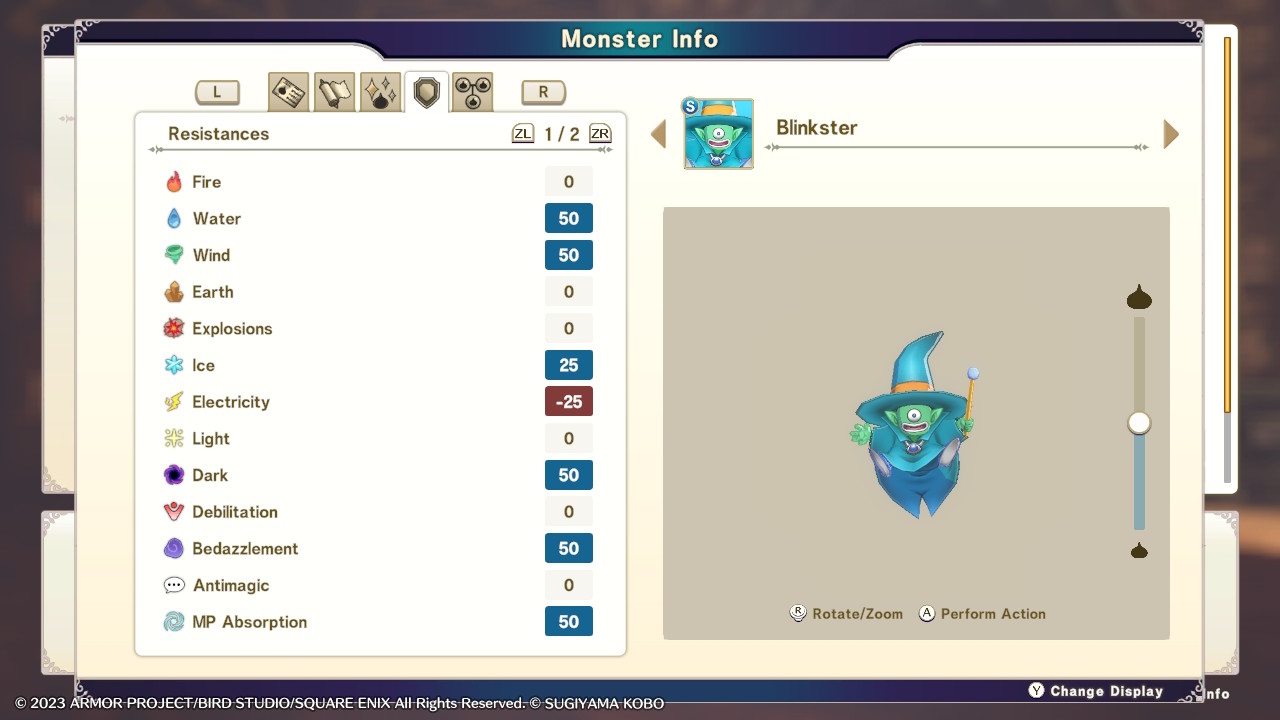 Monster Info
L
R
Resistances
ZL 1 / 2 ZR
Fire 0
Water 50
Wind 50
Earth 0
Explosions 0
Ice 25
Electricity -25
Light 0
Dark 50
Debilitation 0
Bedazzlement 50
Antimagic 0
MP Absorption 50
S
Blinkster
R Rotate/Zoom A Perform Action
Y Change Display
nfo
© 2023 ARMOR PROJECT/BIRD STUDIO/SQUARE ENIX All Rights Reserved. © SUGIYAMA KOBO